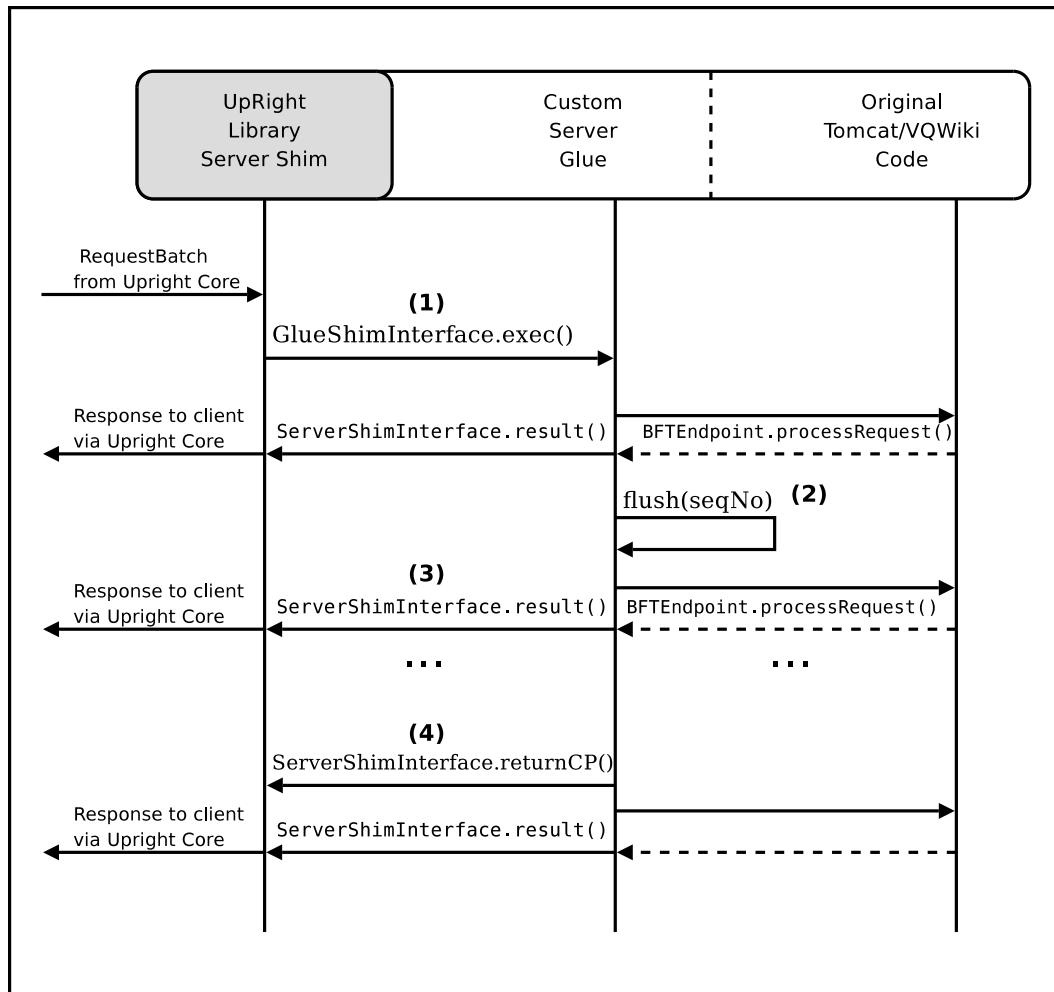 UpRight
Library
Server Shim
Custom
Server
Glue
Original
Tomcat/VQWiki
Code
RequestBatch
from Upright Core
(1)
GlueShimInterface.exec()
Response to client
via Upright Core
ServerShimInterface.result()
BFTEndpoint.processRequest()
flush(seqNo)
(2)
(3)
Response to client
via Upright Core
ServerShimInterface.result()
BFTEndpoint.processRequest()
...
...
(4)
ServerShimInterface.returnCP()
Response to client
via Upright Core
ServerShimInterface.result()